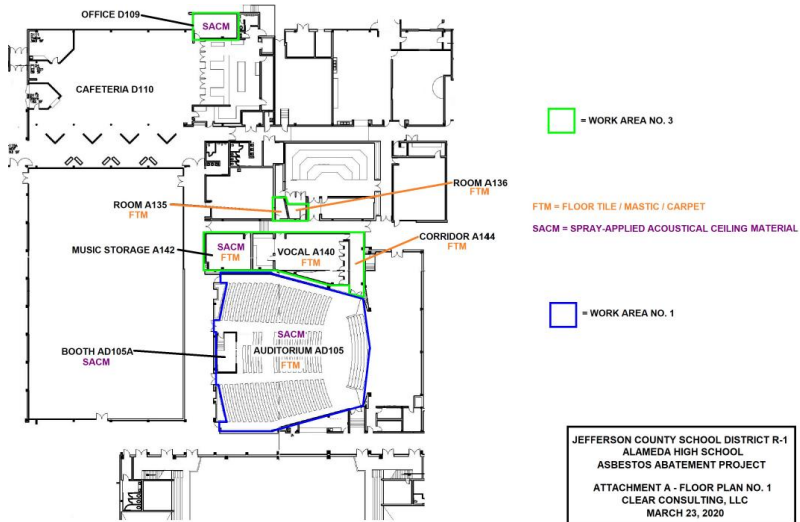 OFFICE D109
SACM
CAFETERIA D110
= WORK AREA NO. 3
ROOM A136
FTM
ROOM A135
FTM
FTM = FLOOR TILE / MASTIC / CARPET
SACM = SPRAY-APPLIED ACOUSTICAL CEILING MATERIAL
CORRIDOR A144
FTM
MUSIC STORAGE A142
SACM
FTM
VOCAL A140
FTM
= WORK AREA NO. 1
SACM
AUDITORIUM AD105
FTM
BOOTH AD105A
SACM
JEFFERSON COUNTY SCHOOL DISTRICT R-1
ALAMEDA HIGH SCHOOL
ASBESTOS ABATEMENT PROJECT
ATTACHMENT A - FLOOR PLAN NO. 1
CLEAR CONSULTING, LLC
MARCH 23, 2020